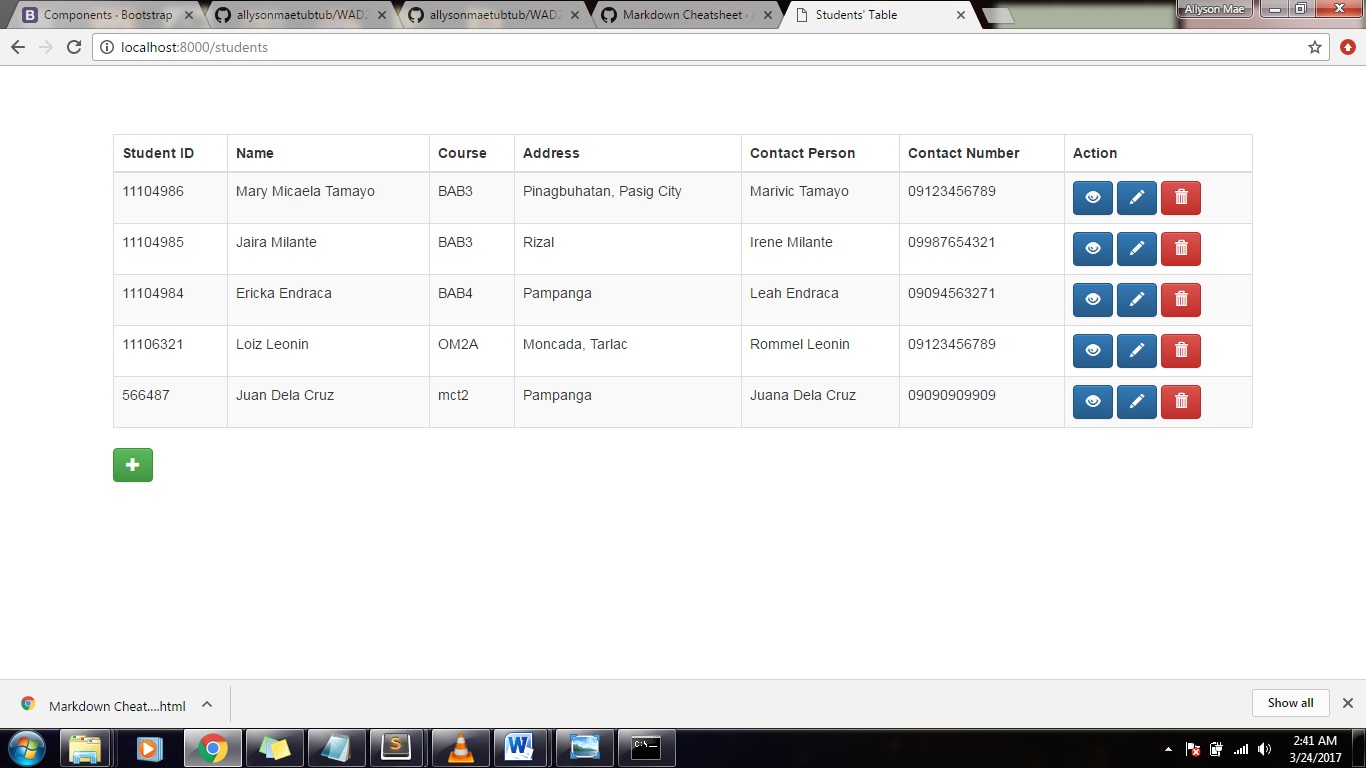 Components · Bootstrap
allysonmaetubtub/WAD2
allysonmaetubtub/WAD2
Markdown Cheatsheet ·
Students' Table
Allyson Mae
localhost:8000/students
Student ID Name Course Address Contact Person Contact Number Action
11104986 Mary Micaela Tamayo BAB3 Pinagbuhatan, Pasig City Marivic Tamayo 09123456789
11104985 Jaira Milante BAB3 Rizal Irene Milante 09987654321
11104984 Ericka Endraca BAB4 Pampanga Leah Endraca 09094563271
11106321 Loiz Leonin OM2A Moncada, Tarlac Rommel Leonin 09123456789
566487 Juan Dela Cruz mct2 Pampanga Juana Dela Cruz 09090909909
Markdown Cheat....html
Show all
2:41 AM
3/24/2017